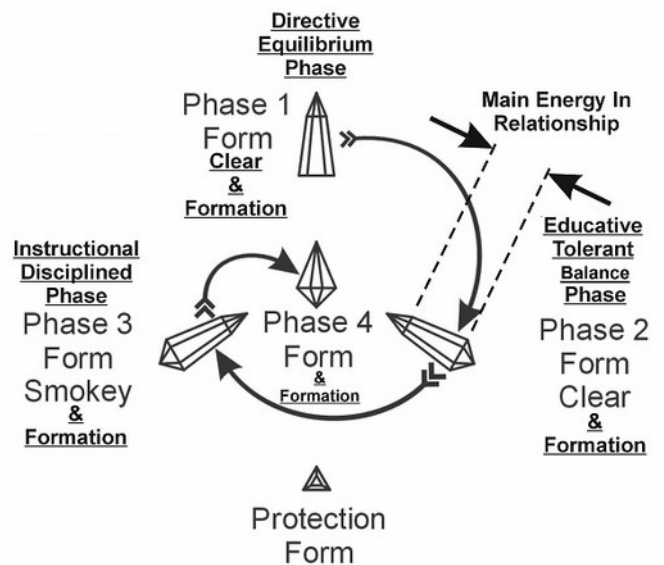 Directive
Equilibrium
Phase
Phase 1
Form
Clear
&
Formation
Main Energy In
Relationship
Educative
Tolerant
Balance
Phase
Phase 2
Form
Clear
&
Formation
Instructional
Disciplined
Phase
Phase 3
Form
Smokey
&
Formation
Phase 4
Form
&
Formation
Protection
Form